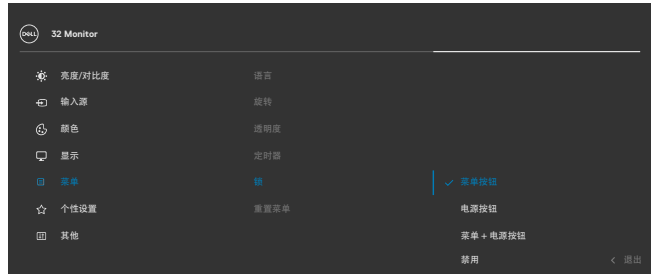 DELL 32 Monitor
亮度/对比度 语言
输入源 旋转
颜色 透明度
显示 定时器
菜单 锁 菜单按钮
个性设置 重置菜单 电源按钮
其他 菜单 + 电源按钮
禁用 退出